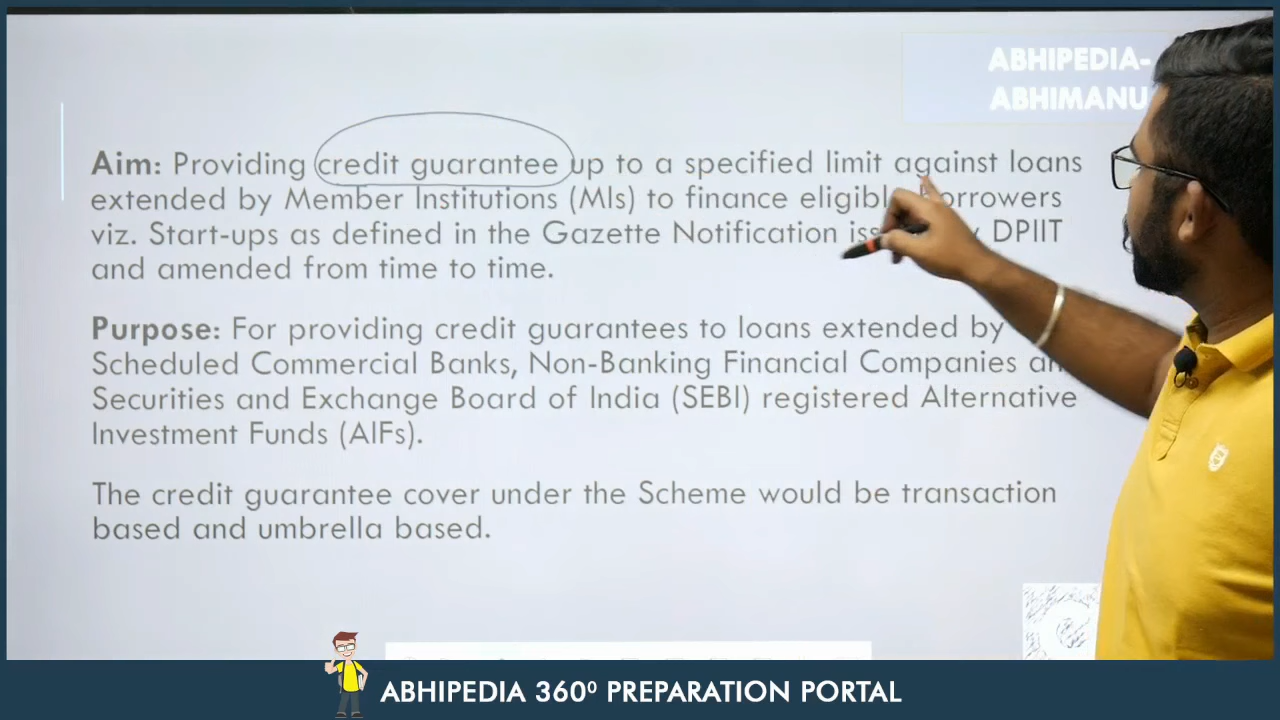 ABHIPEDIA-
ABHIMANU
Aim: Providing credit guarantee up to a specified limit against loans
extended by Member Institutions (MIs) to finance eligible borrowers
viz. Start-ups as defined in the Gazette Notification DPIIT
and amended from time to time.
Purpose: For providing credit guarantees to loans extended by
Scheduled Commercial Banks, Non-Banking Financial Companies
Securities and Exchange Board of India (SEBI) registered Alternative
Investment Funds (AIFs).
The credit guarantee cover under the Scheme would be transaction
based and umbrella based.
ABHIPEDIA 360⁰ PREPARATION PORTAL